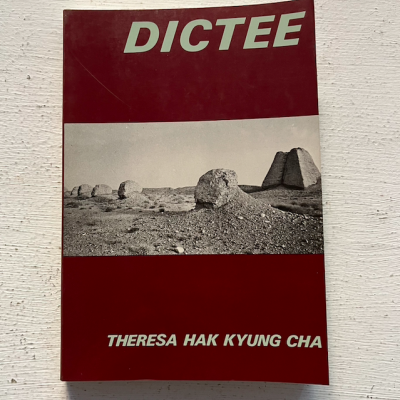 DICTEE
THERESA HAK KYUNG CHA